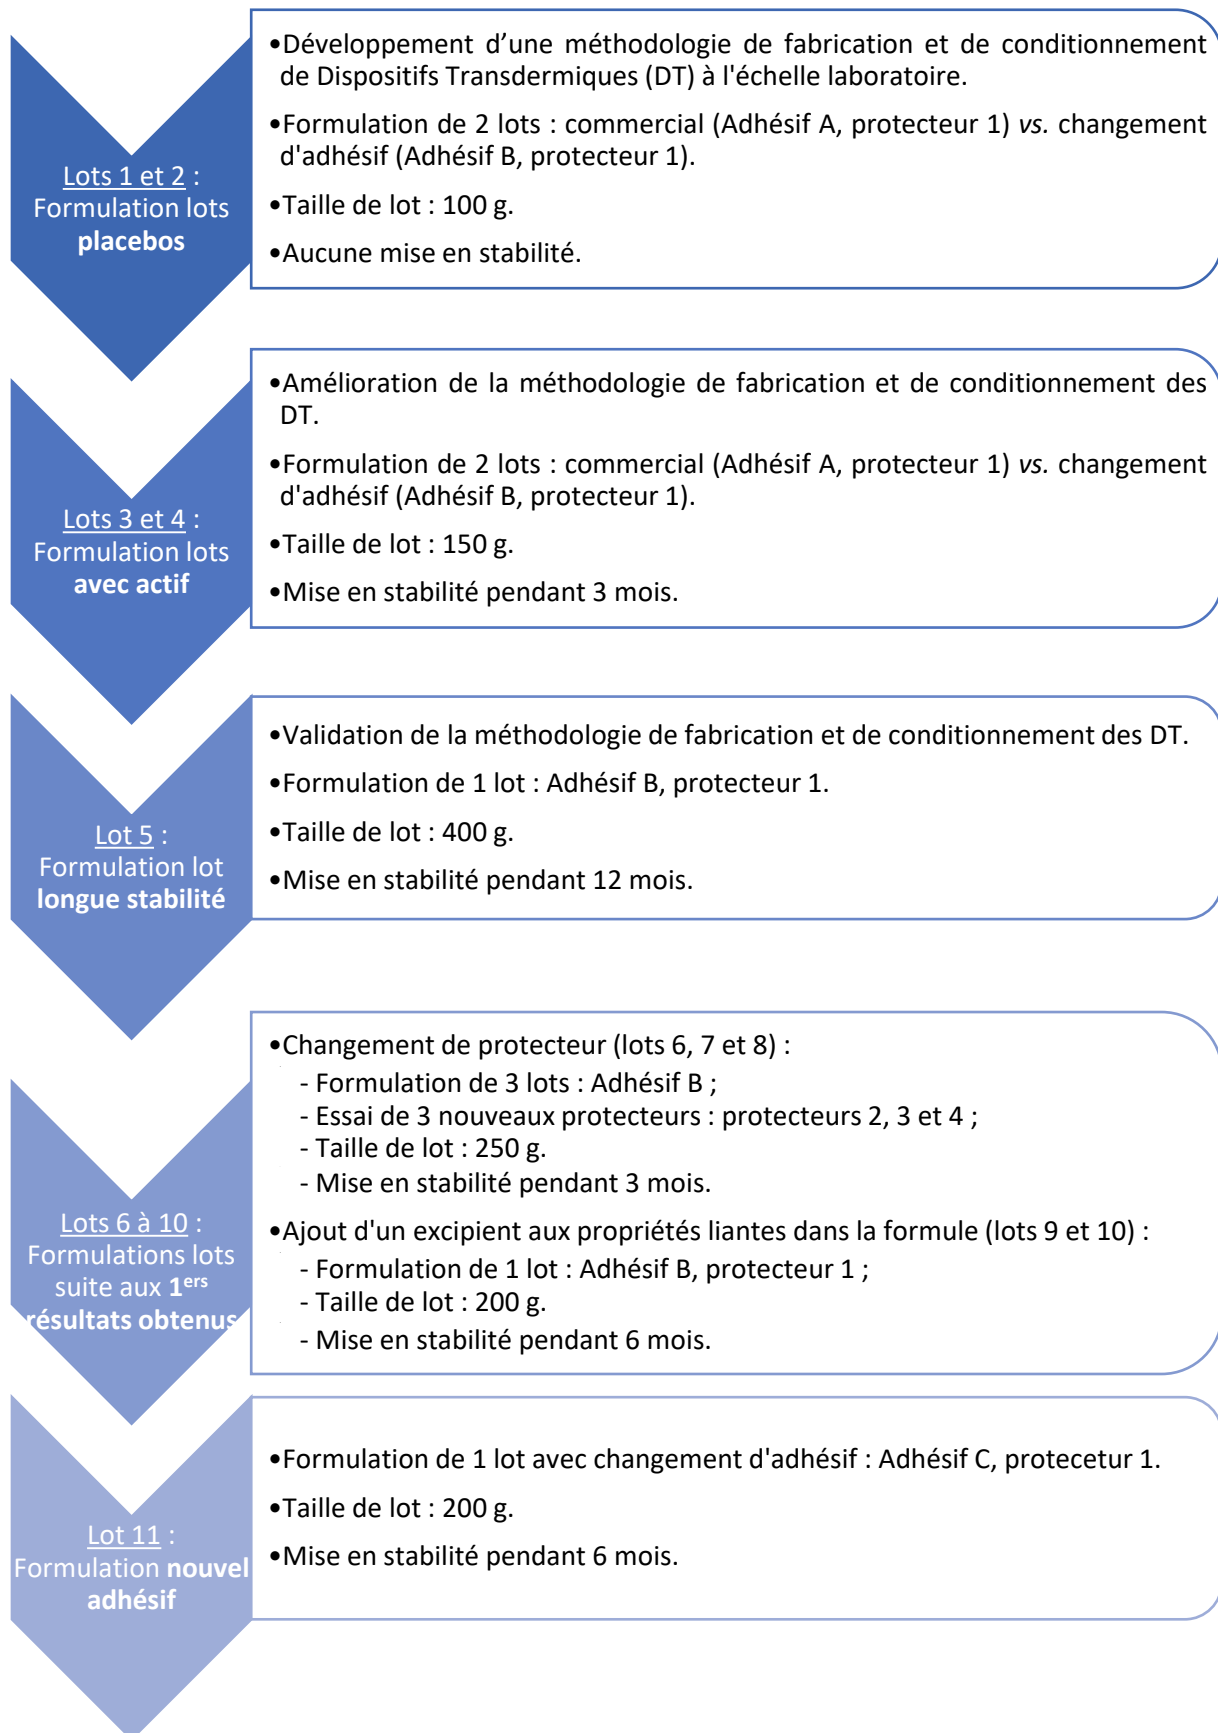 Lots 1 et 2 :
Formulation lots
placebos
•Développement d’une méthodologie de fabrication et de conditionnement
de Dispositifs Transdermiques (DT) à l'échelle laboratoire.
•Formulation de 2 lots : commercial (Adhésif A, protecteur 1) vs. changement
d'adhésif (Adhésif B, protecteur 1).
•Taille de lot : 100 g.
•Aucune mise en stabilité.
Lots 3 et 4 :
Formulation lots
avec actif
•Amélioration de la méthodologie de fabrication et de conditionnement des
DT.
•Formulation de 2 lots : commercial (Adhésif A, protecteur 1) vs. changement
d'adhésif (Adhésif B, protecteur 1).
•Taille de lot : 150 g.
•Mise en stabilité pendant 3 mois.
Lot 5 :
Formulation lot
longue stabilité
•Validation de la méthodologie de fabrication et de conditionnement des DT.
•Formulation de 1 lot : Adhésif B, protecteur 1.
•Taille de lot : 400 g.
•Mise en stabilité pendant 12 mois.
Lots 6 à 10 :
Formulations lots
suite aux 1ers
résultats obtenus
•Changement de protecteur (lots 6, 7 et 8) :
- Formulation de 3 lots : Adhésif B ;
- Essai de 3 nouveaux protecteurs : protecteurs 2, 3 et 4 ;
- Taille de lot : 250 g.
- Mise en stabilité pendant 3 mois.
•Ajout d'un excipient aux propriétés liantes dans la formule (lots 9 et 10) :
- Formulation de 1 lot : Adhésif B, protecteur 1 ;
- Taille de lot : 200 g.
- Mise en stabilité pendant 6 mois.
Lot 11 :
Formulation nouvel
adhésif
•Formulation de 1 lot avec changement d'adhésif : Adhésif C, protecetur 1.
•Taille de lot : 200 g.
•Mise en stabilité pendant 6 mois.